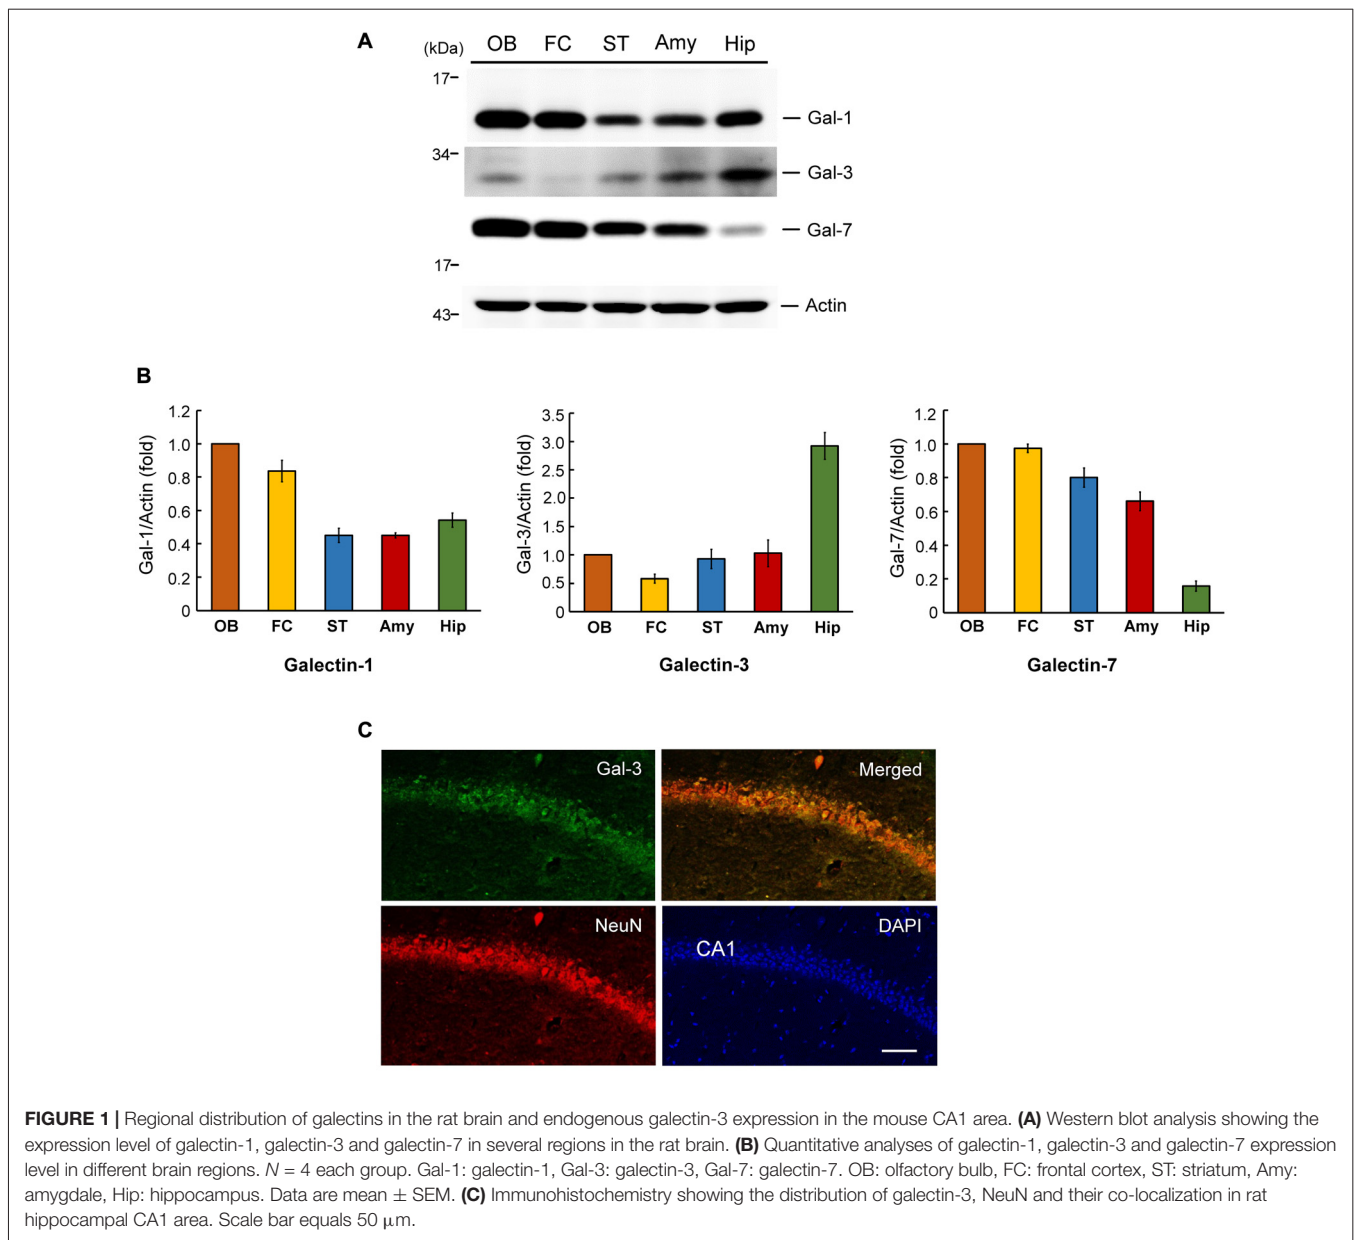 A
(kDa) OB FC ST Amy Hip
17–
Gal-1
34–
Gal-3
Gal-7
17–
Actin
43–
B
1.2
1.0
0.8
0.6
0.4
0.2
0
Gal-1/Actin (fold)
OB FC ST Amy Hip
Galectin-1
3.5
3.0
2.5
2.0
1.5
1.0
0.5
0
Gal-3/Actin (fold)
OB FC ST Amy Hip
Galectin-3
1.2
1.0
0.8
0.6
0.4
0.2
0
Gal-7/Actin (fold)
OB FC ST Amy Hip
Galectin-7
C
Gal-3
Merged
NeuN
DAPI
CA1
FIGURE 1 | Regional distribution of galectins in the rat brain and endogenous galectin-3 expression in the mouse CA1 area. (A) Western blot analysis showing the
expression level of galectin-1, galectin-3 and galectin-7 in several regions in the rat brain. (B) Quantitative analyses of galectin-1, galectin-3 and galectin-7 expression
level in different brain regions. N = 4 each group. Gal-1: galectin-1, Gal-3: galectin-3, Gal-7: galectin-7. OB: olfactory bulb, FC: frontal cortex, ST: striatum, Amy:
amygdale, Hip: hippocampus. Data are mean ± SEM. (C) Immunohistochemistry showing the distribution of galectin-3, NeuN and their co-localization in rat
hippocampal CA1 area. Scale bar equals 50 μm.